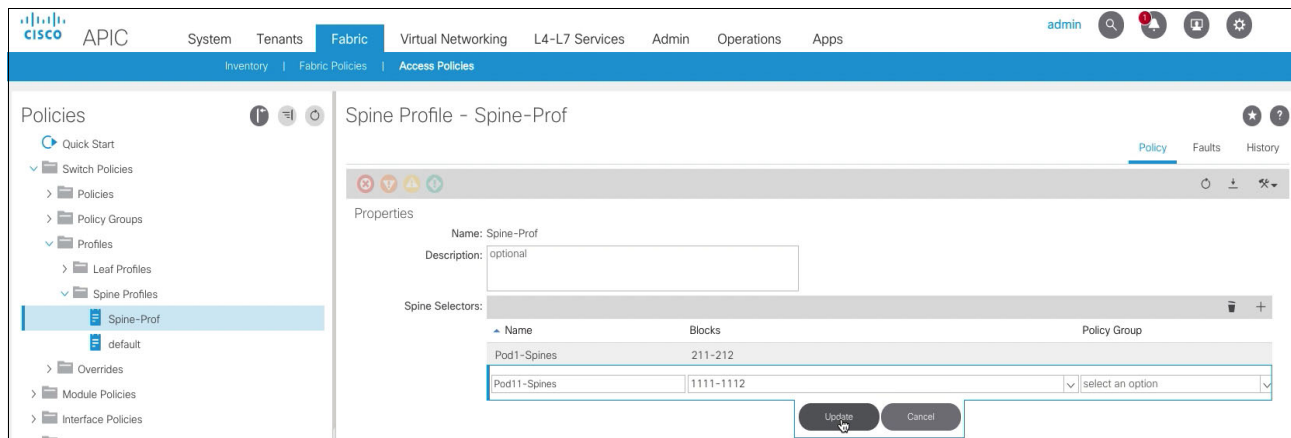 CISCO APIC System Tenants Fabric Virtual Networking L4-L7 Services Admin Operations Apps admin 1
Inventory | Fabric Policies | Access Policies
Policies
Quick Start
Switch Policies
Policies
Policy Groups
Profiles
Leaf Profiles
Spine Profiles
Spine-Prof
default
Overrides
Module Policies
Interface Policies
Spine Profile - Spine-Prof
Policy Faults History
Properties
Name: Spine-Prof
Description: optional
Spine Selectors:
Name Blocks Policy Group
Pod1-Spines 211-212
Pod11-Spines 1111-1112 select an option
Update Cancel